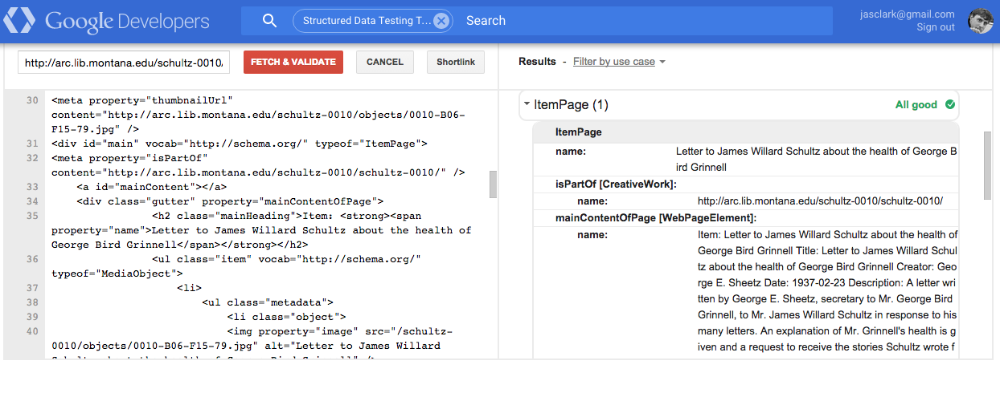 Google Developers
Structured Data Testing T...
Search
jasclark@gmail.com
Sign out
http://arc.lib.montana.edu/schultz-0010/
FETCH & VALIDATE
CANCEL
Shortlink
Results - Filter by use case
30 <meta property="thumbnailUrl"
content="http://arc.lib.montana.edu/schultz-0010/objects/0010-B06-
F15-79.jpg" />
31 <div id="main" vocab="http://schema.org/" typeof="ItemPage">
32 <meta property="isPartOf"
content="http://arc.lib.montana.edu/schultz-0010/schultz-0010/" />
33 <a id="mainContent"></a>
34 <div class="gutter" property="mainContentOfPage">
35 <h2 class="mainHeading">Item: <strong><span
property="name">Letter to James Willard Schultz about the health of
George Bird Grinnell</span></strong></h2>
36 <ul class="item" vocab="http://schema.org/"
typeof="MediaObject">
37 <li>
38 <ul class="metadata">
39 <li class="object">
40 <img property="image" src="/schultz-
0010/objects/0010-B06-F15-79.jpg" alt="Letter to James Willard
ItemPage (1)
All good
ItemPage
name: Letter to James Willard Schultz about the health of George B
ird Grinnell
isPartOf [CreativeWork]:
name: http://arc.lib.montana.edu/schultz-0010/schultz-0010/
mainContentOfPage [WebPageElement]:
name: Item: Letter to James Willard Schultz about the health of
George Bird Grinnell Title: Letter to James Willard Schul
tz about the health of George Bird Grinnell Creator: Geo
rge E. Sheetz Date: 1937-02-23 Description: A letter wri
tten by George E. Sheetz, secretary to Mr. George Bird
Grinnell, to Mr. James Willard Schultz in response to his
many letters. An explanation of Mr. Grinnell's health is g
iven and a request to receive the stories Schultz wrote f